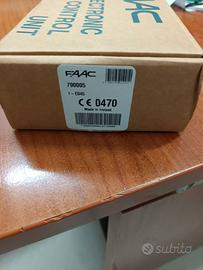 FAAC
ELECTRONIC
CONTROL
UNIT
FAAC
790005
1 - E045
CE 0470
Made in Ireland
subito